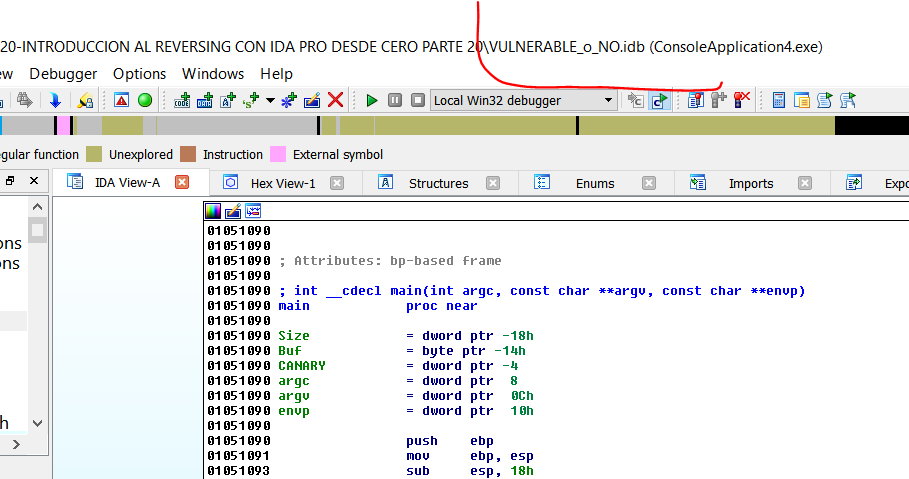 20-INTRODUCCION AL REVERSING CON IDA PRO DESDE CERO PARTE 20\VULNERABLE_o_NO.idb (ConsoleApplication4.exe)
ew Debugger Options Windows Help
Local Win32 debugger
egular function Unexplored Instruction External symbol
IDA View-A Hex View-1 Structures Enums Imports Expo
ons
ons
h
01051090
01051090
01051090 ; Attributes: bp-based frame
01051090
01051090 ; int __cdecl main(int argc, const char **argv, const char **envp)
01051090 main proc near
01051090
01051090 Size = dword ptr -18h
01051090 Buf = byte ptr -14h
01051090 CANARY = dword ptr -4
01051090 argc = dword ptr 8
01051090 argv = dword ptr 0Ch
01051090 envp = dword ptr 10h
01051090
01051090 push ebp
01051091 mov ebp, esp
01051093 sub esp, 18h